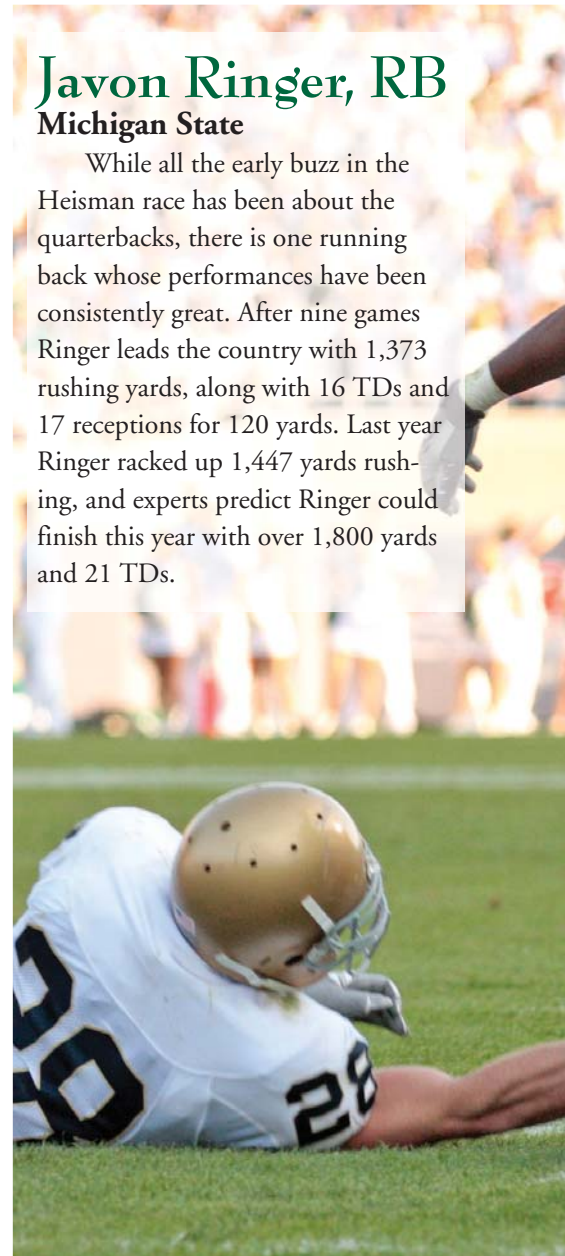 Javon Ringer, RB
Michigan State
While all the early buzz in the
Heisman race has been about the
quarterbacks, there is one running
back whose performances have been
consistently great. After nine games
Ringer leads the country with 1,373
rushing yards, along with 16 TDs and
17 receptions for 120 yards. Last year
Ringer racked up 1,447 yards rush-
ing, and experts predict Ringer could
finish this year with over 1,800 yards
and 21 TDs.
28
28